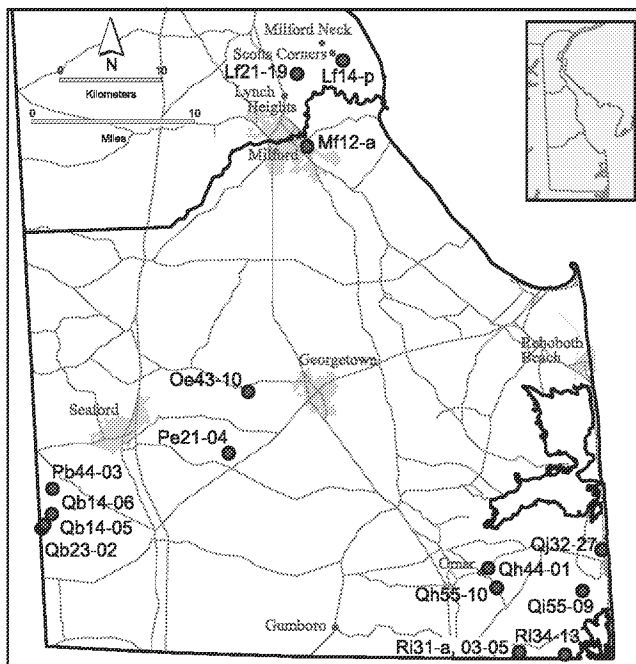 Milford Neck
N
Scotts Corners
Lf21-19
Lf14-p
0 10
Kilometers
Lynch
Heights
0 10
Miles
Mf12-a
Milford
Rehoboth
Beach
Georgetown
Oe43-10
Seaford
Pe21-04
Pb44-03
Qb14-06
Qb14-05
Qb23-02
Qj32-27
Omar
Qh44-01
Qh55-10
Qi55-09
Gumboro
Ri31-a, 03-05
Ri34-13